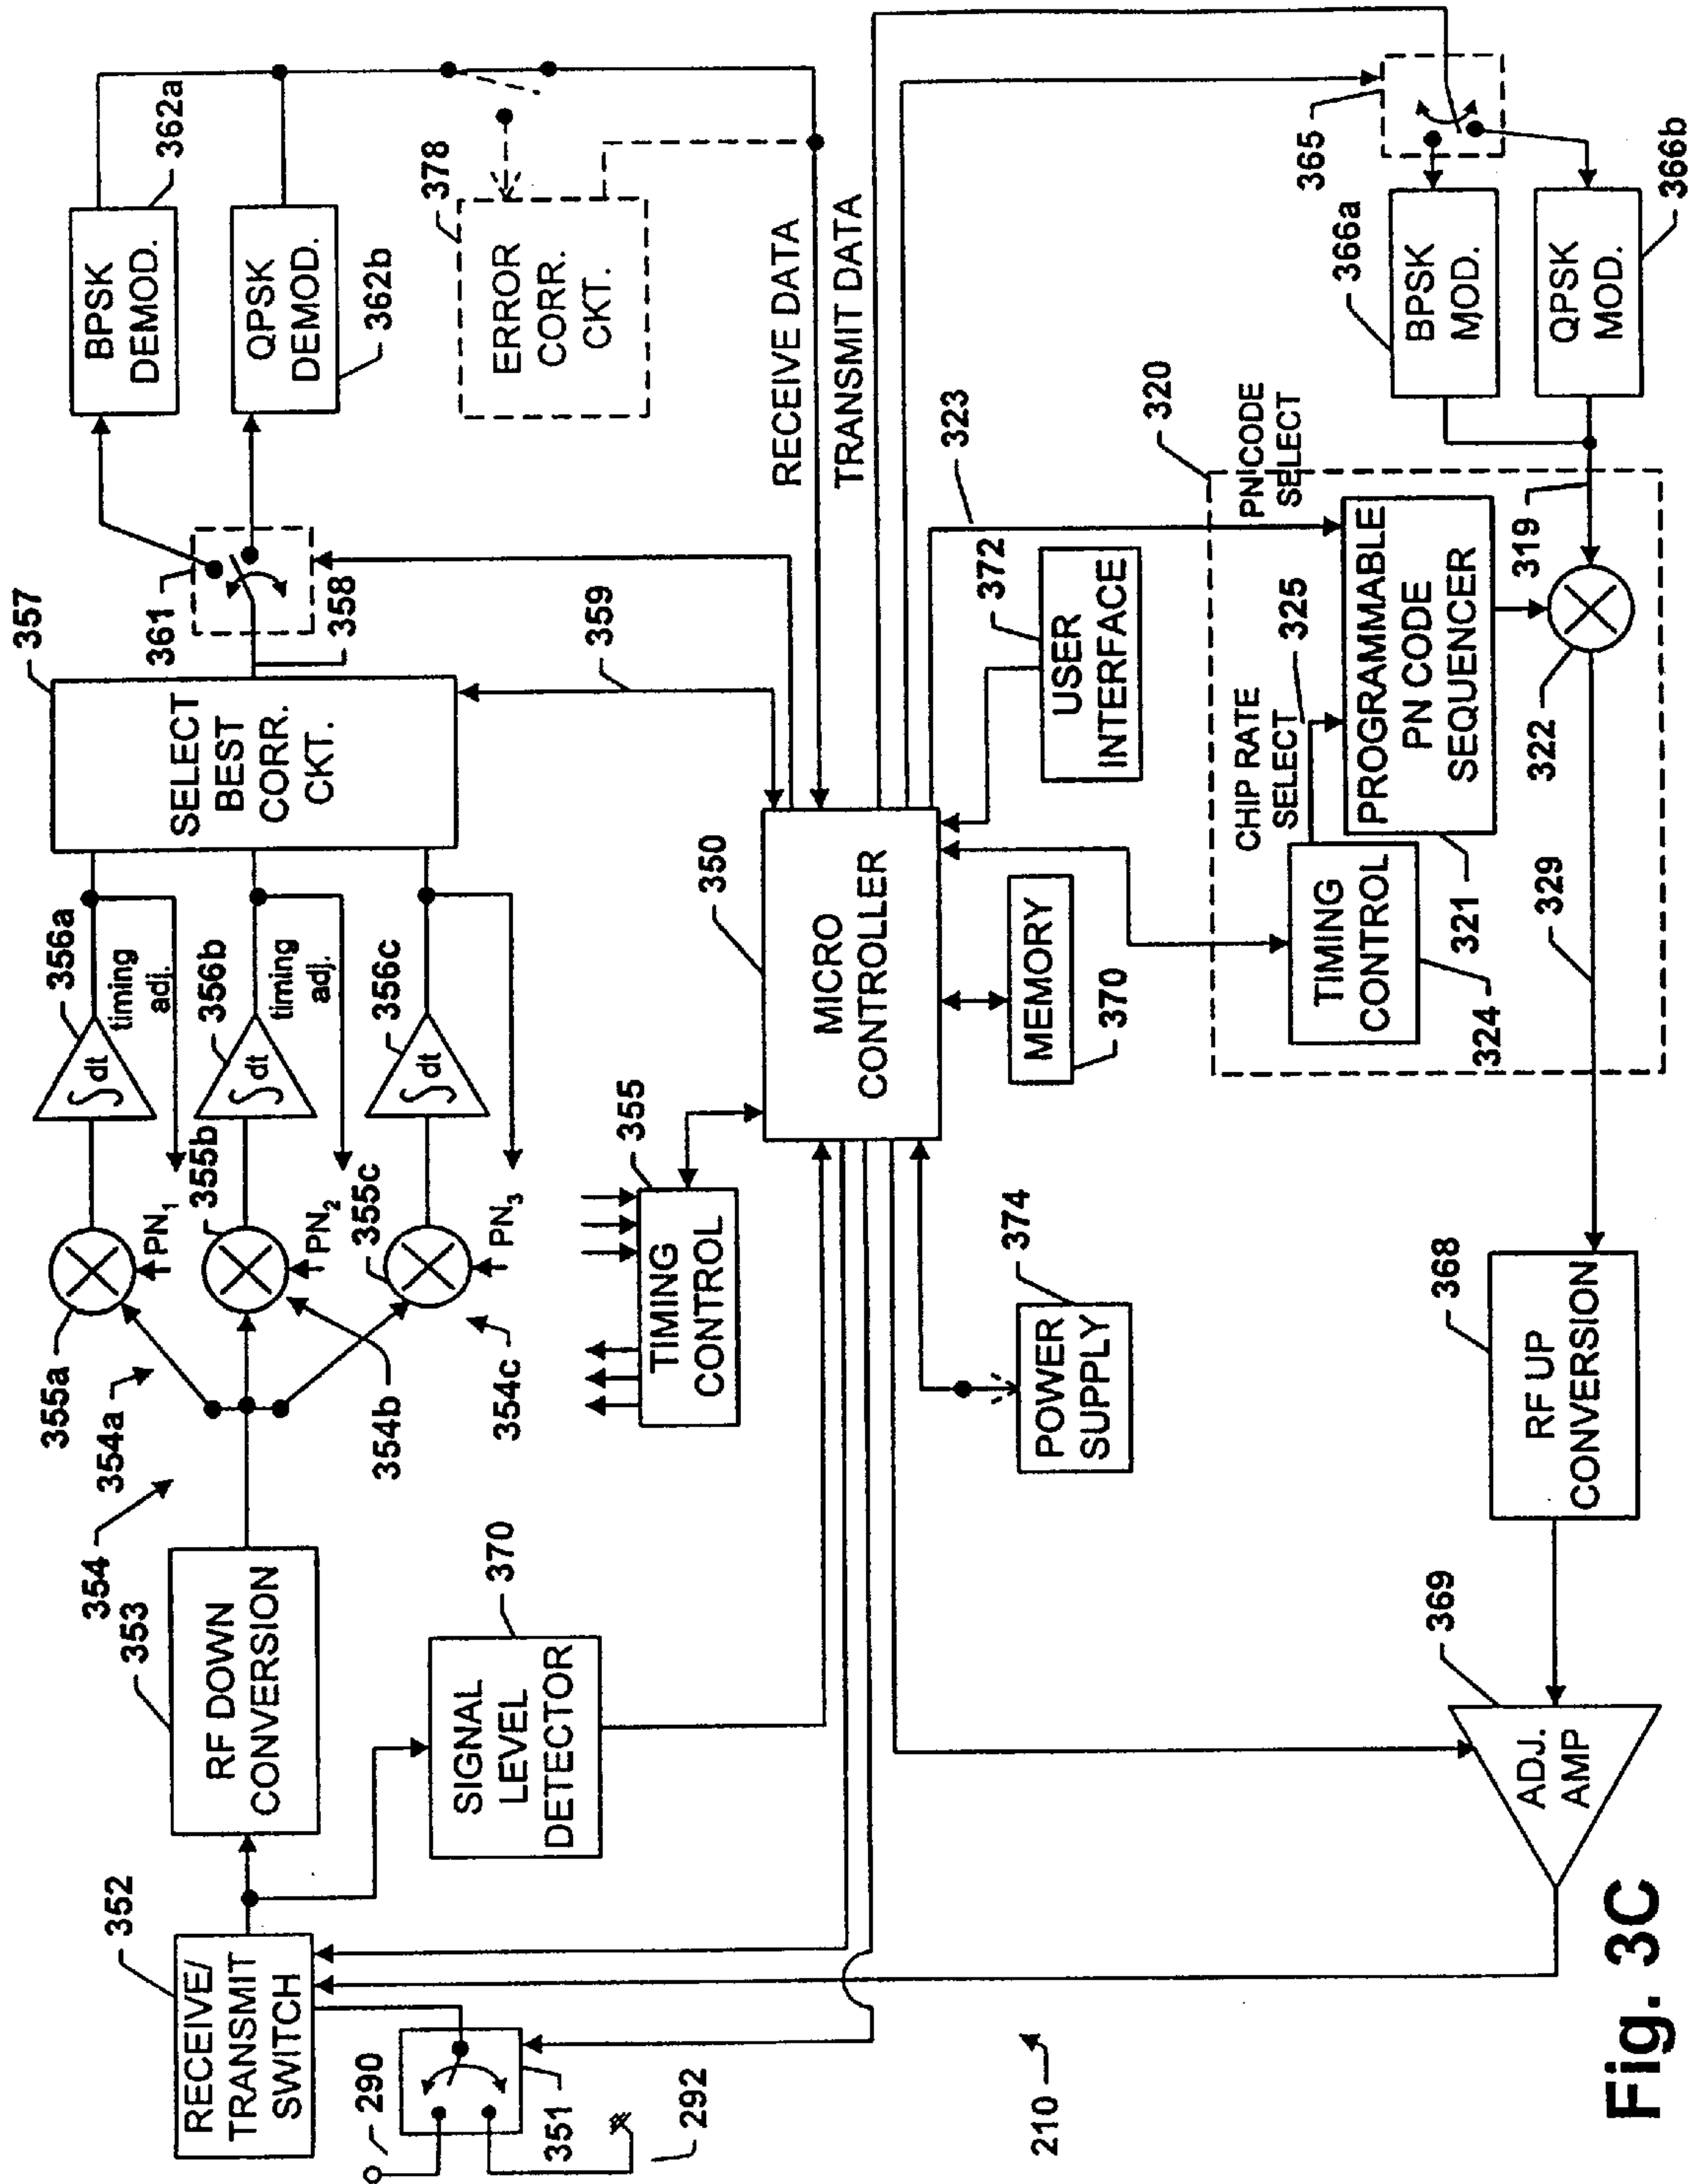 352
RECEIVE/
TRANSMIT
SWITCH
290
351
292
353
RF DOWN
CONVERSION
370
SIGNAL
LEVEL
DETECTOR
354
354a
354b
354c
355a
355b
355c
PN1
PN2
PN3
356a
356b
356c
∫dt
∫dt
∫dt
timing
adj.
timing
adj.
357
SELECT
BEST
CORR.
CKT.
358
359
361
BPSK
DEMOD.
362a
QPSK
DEMOD.
362b
378
ERROR
CORR.
CKT.
RECEIVE DATA
TRANSMIT DATA
355
TIMING
CONTROL
350
MICRO
CONTROLLER
374
POWER
SUPPLY
MEMORY
370
372
USER
INTERFACE
323
320
PN CODE
SELECT
CHIP RATE
SELECT
325
PROGRAMMABLE
PN CODE
SEQUENCER
321
TIMING
CONTROL
324
322
319
329
365
BPSK
MOD.
366a
QPSK
MOD.
366b
368
RF UP
CONVERSION
369
ADJ.
AMP
210
Fig. 3C